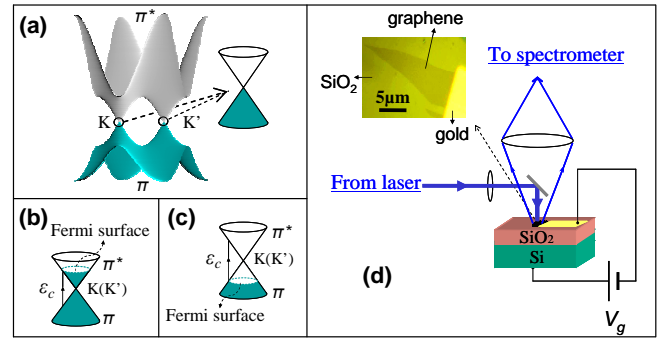 (a)
π*
K
K'
π
(b)
Fermi surface
π*
εc
K(K')
π
(c)
π*
εc
K(K')
π
Fermi surface
graphene
SiO2
5μm
gold
To spectrometer
From laser
SiO2
Si
(d)
Vg